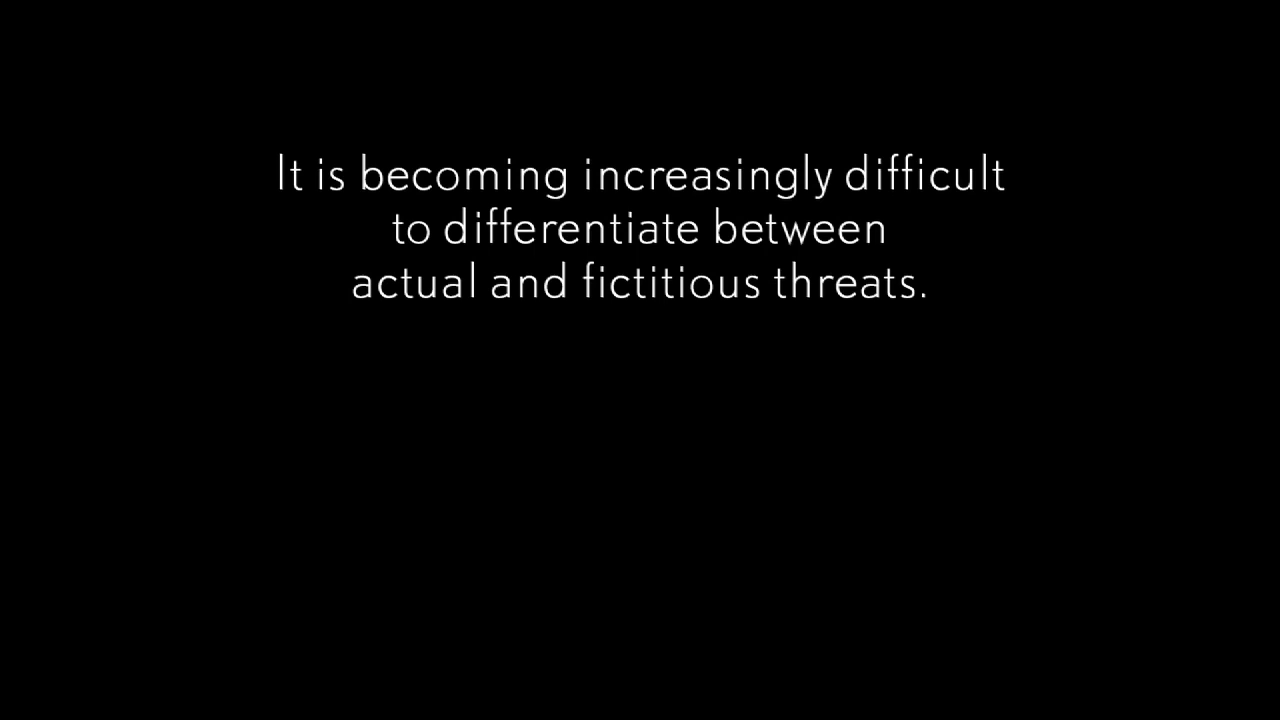 It is becoming increasingly difficult
to differentiate between
actual and fictitious threats.